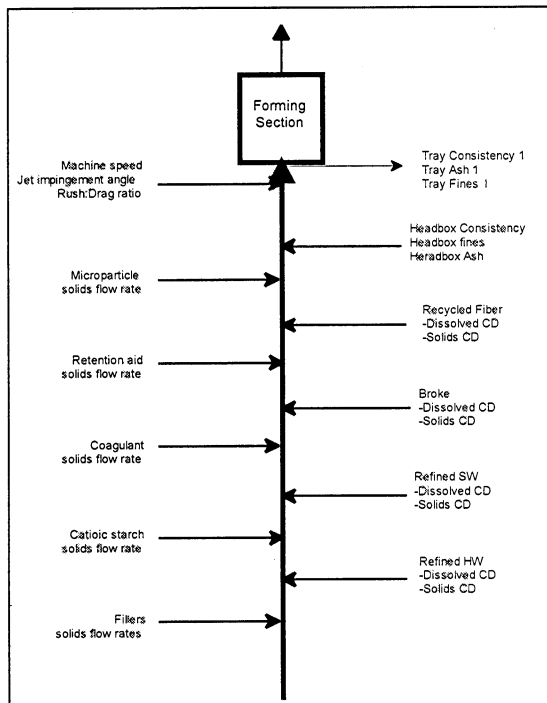 Forming
Section
Machine speed
Jet impingement angle
Rush:Drag ratio
Tray Consistency 1
Tray Ash 1
Tray Fines 1
Headbox Consistency
Headbox fines
Heradbox Ash
Microparticle
solids flow rate
Recycled Fiber
-Dissolved CD
-Solids CD
Retention aid
solids flow rate
Broke
-Dissolved CD
-Solids CD
Coagulant
solids flow rate
Refined SW
-Dissolved CD
-Solids CD
Catioic starch
solids flow rate
Refined HW
-Dissolved CD
-Solids CD
Fillers
solids flow rates